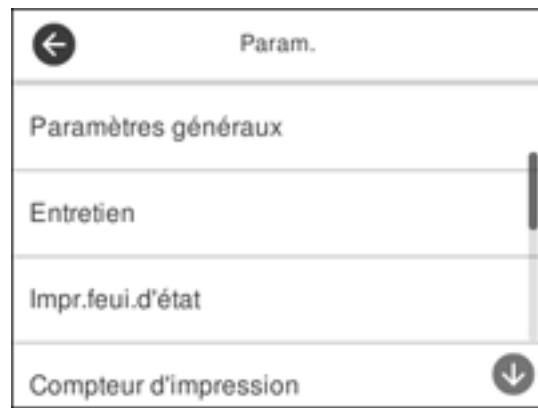 Param.
Paramètres généraux
Entretien
Impr.feui.d'état
Compteur d'impression